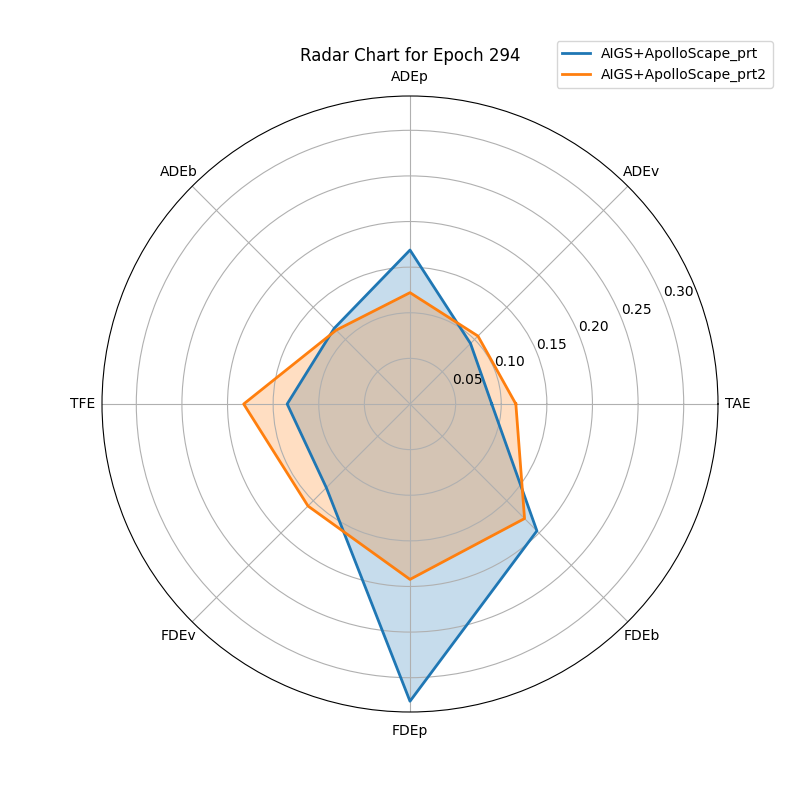 Radar Chart for Epoch 294
AIGS+ApolloScape_prt
AIGS+ApolloScape_prt2
ADEp
ADEb
ADEv
0.30
0.25
0.20
0.15
0.10
0.05
TFE
TAE
FDEv
FDEb
FDEp